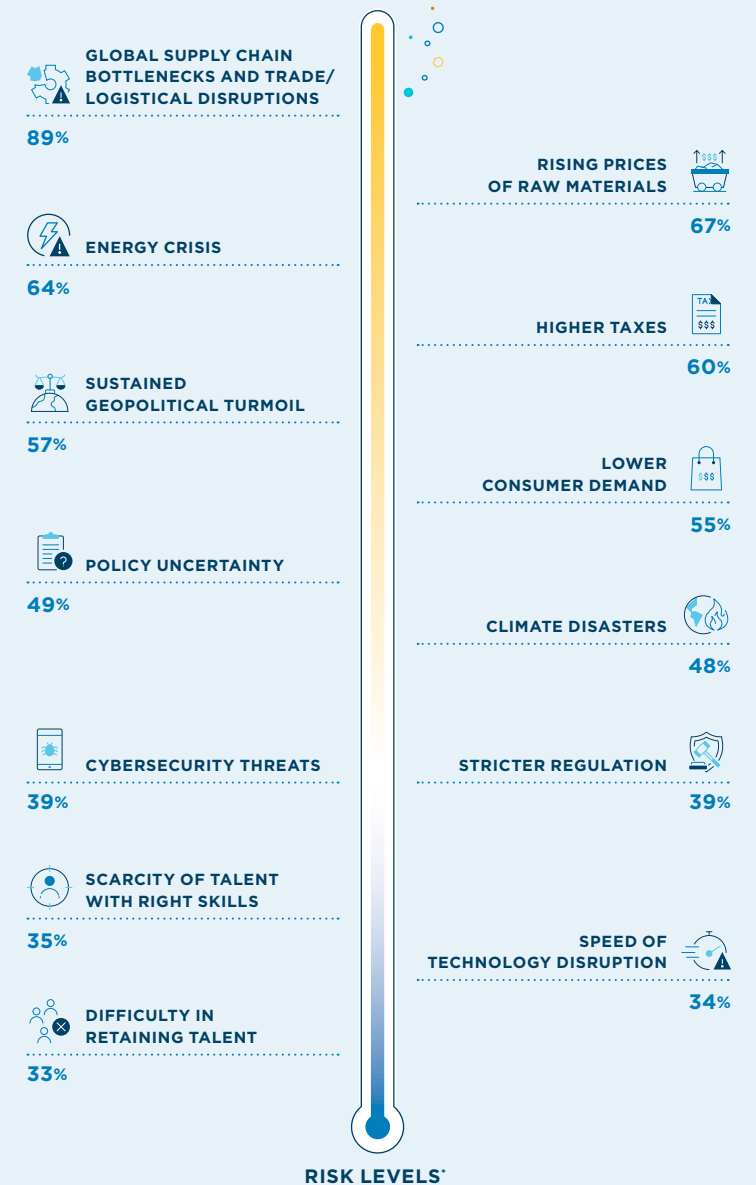 GLOBAL SUPPLY CHAIN
BOTTLENECKS AND TRADE/
LOGISTICAL DISRUPTIONS
89%
$$$
RISING PRICES
OF RAW MATERIALS
67%
ENERGY CRISIS
64%
TAX
$$$
HIGHER TAXES
60%
SUSTAINED
GEOPOLITICAL TURMOIL
57%
LOWER
CONSUMER DEMAND
$$$
55%
?
POLICY UNCERTAINTY
49%
CLIMATE DISASTERS
48%
CYBERSECURITY THREATS
39%
STRICTER REGULATION
39%
SCARCITY OF TALENT
WITH RIGHT SKILLS
35%
SPEED OF
TECHNOLOGY DISRUPTION
34%
DIFFICULTY IN
RETAINING TALENT
33%
RISK LEVELS*